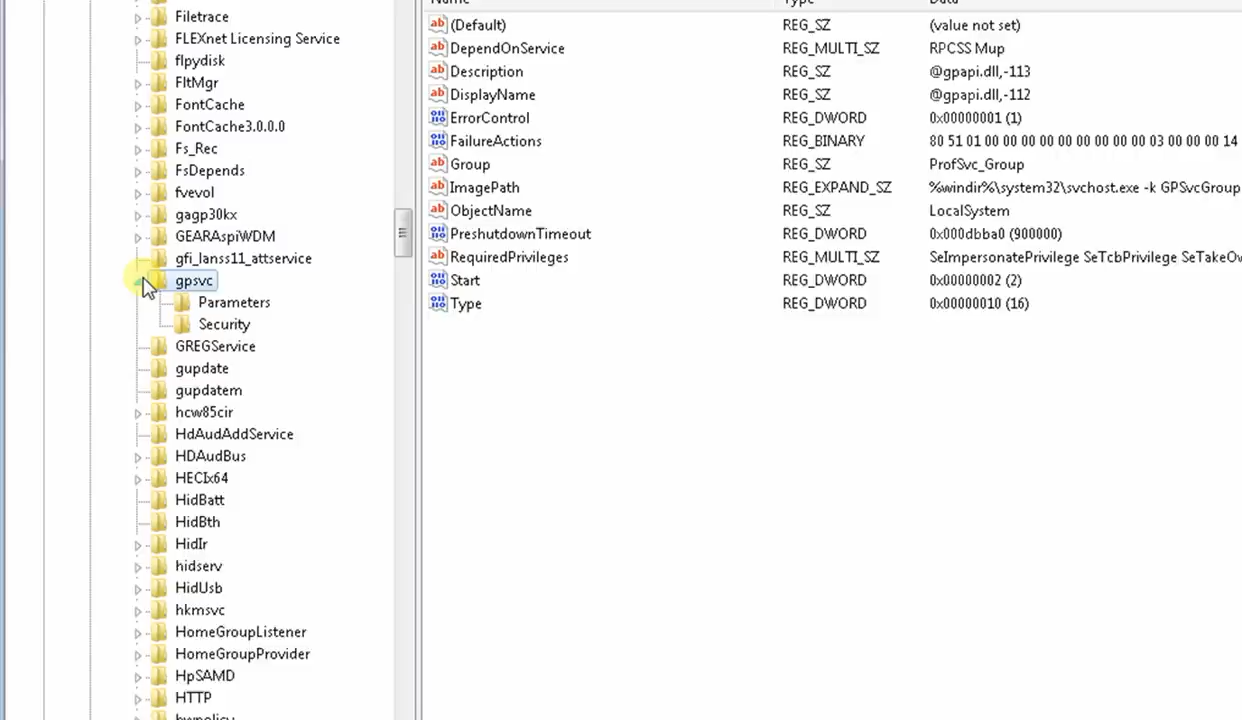 Name Type Data
Filetrace
FLEXnet Licensing Service
flpydisk
FltMgr
FontCache
FontCache3.0.0.0
Fs_Rec
FsDepends
fvevol
gagp30kx
GEARAspiWDM
gfi_lanss11_attservice
gpsvc
Parameters
Security
GREGService
gupdate
gupdatem
hcw85cir
HdAudAddService
HDAudBus
HECIx64
HidBatt
HidBth
HidIr
hidserv
HidUsb
hkmsvc
HomeGroupListener
HomeGroupProvider
HpSAMD
HTTP
hwpolicy
(Default) REG_SZ (value not set)
DependOnService REG_MULTI_SZ RPCSS Mup
Description REG_SZ @gpapi.dll,-113
DisplayName REG_SZ @gpapi.dll,-112
ErrorControl REG_DWORD 0x00000001 (1)
FailureActions REG_BINARY 80 51 01 00 00 00 00 00 00 00 00 00 03 00 00 00 14
Group REG_SZ ProfSvc_Group
ImagePath REG_EXPAND_SZ %windir%\system32\svchost.exe -k GPSvcGroup
ObjectName REG_SZ LocalSystem
PreshutdownTimeout REG_DWORD 0x000dbba0 (900000)
RequiredPrivileges REG_MULTI_SZ SeImpersonatePrivilege SeTcbPrivilege SeTakeOw
Start REG_DWORD 0x00000002 (2)
Type REG_DWORD 0x00000010 (16)